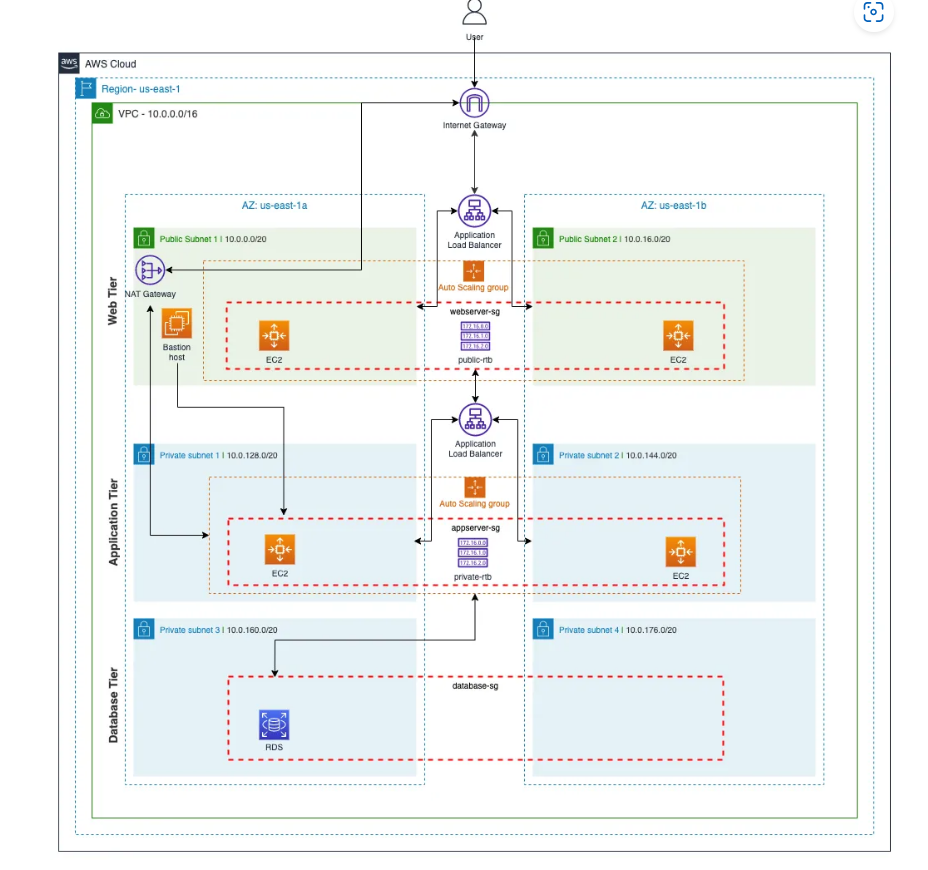 User
aws
AWS Cloud
Region- us-east-1
VPC - 10.0.0.0/16
Internet Gateway
AZ: us-east-1a
AZ: us-east-1b
Application
Load Balancer
Public Subnet 1 | 10.0.0.0/20
Public Subnet 2 | 10.0.16.0/20
Web Tier
NAT Gateway
Auto Scaling group
Bastion
host
webserver-sg
172.16.0.0
172.16.1.0
172.16.2.0
public-rtb
EC2
EC2
Application
Load Balancer
Private subnet 1 | 10.0.128.0/20
Private subnet 2 | 10.0.144.0/20
Application Tier
Auto Scaling group
appserver-sg
172.16.0.0
172.16.1.0
172.16.2.0
private-rtb
EC2
EC2
Private subnet 3 | 10.0.160.0/20
Private subnet 4 | 10.0.176.0/20
Database Tier
database-sg
RDS